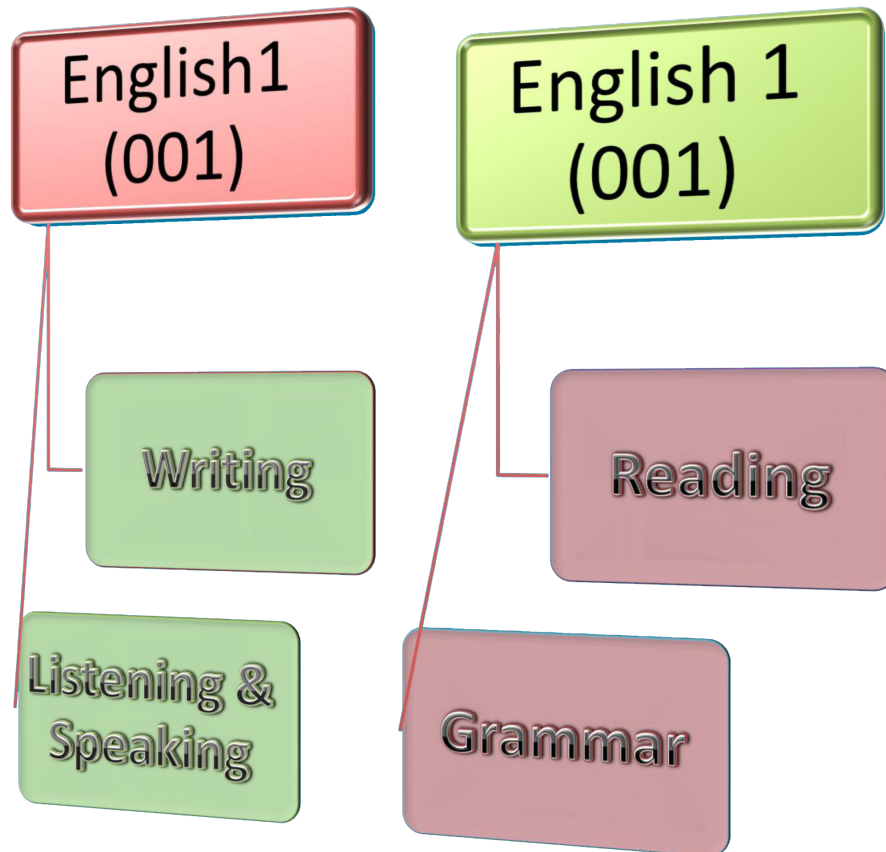 English1
(001)
English 1
(001)
Writing
Reading
Listening &
Speaking
Grammar